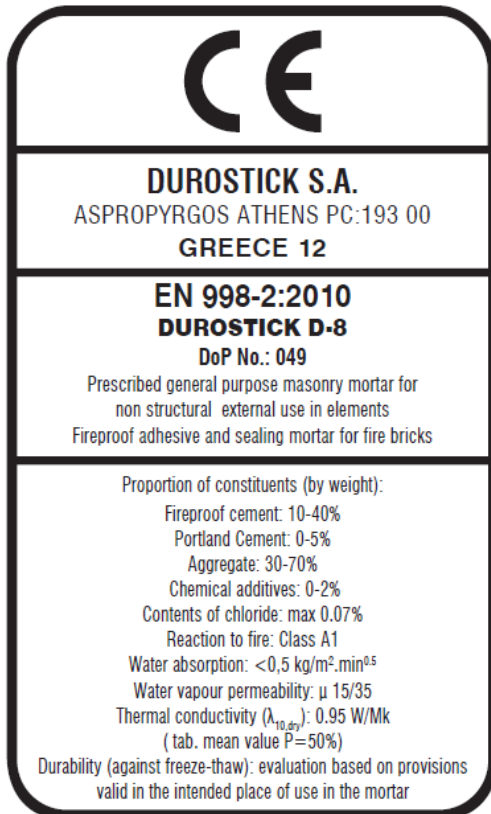 CE
DUROSTICK S.A.
ASPROPYRGOS ATHENS PC:193 00
GREECE 12
EN 998-2:2010
DUROSTICK D-8
DoP No.: 049
Prescribed general purpose masonry mortar for
non structural external use in elements
Fireproof adhesive and sealing mortar for fire bricks
Proportion of constituents (by weight):
Fireproof cement: 10-40%
Portland Cement: 0-5%
Aggregate: 30-70%
Chemical additives: 0-2%
Contents of chloride: max 0.07%
Reaction to fire: Class A1
Water absorption: <0,5 kg/m².min⁰·⁵
Water vapour permeability: μ 15/35
Thermal conductivity (λ₁₀,dry): 0.95 W/Mk
( tab. mean value P=50%)
Durability (against freeze-thaw): evaluation based on provisions
valid in the intended place of use in the mortar